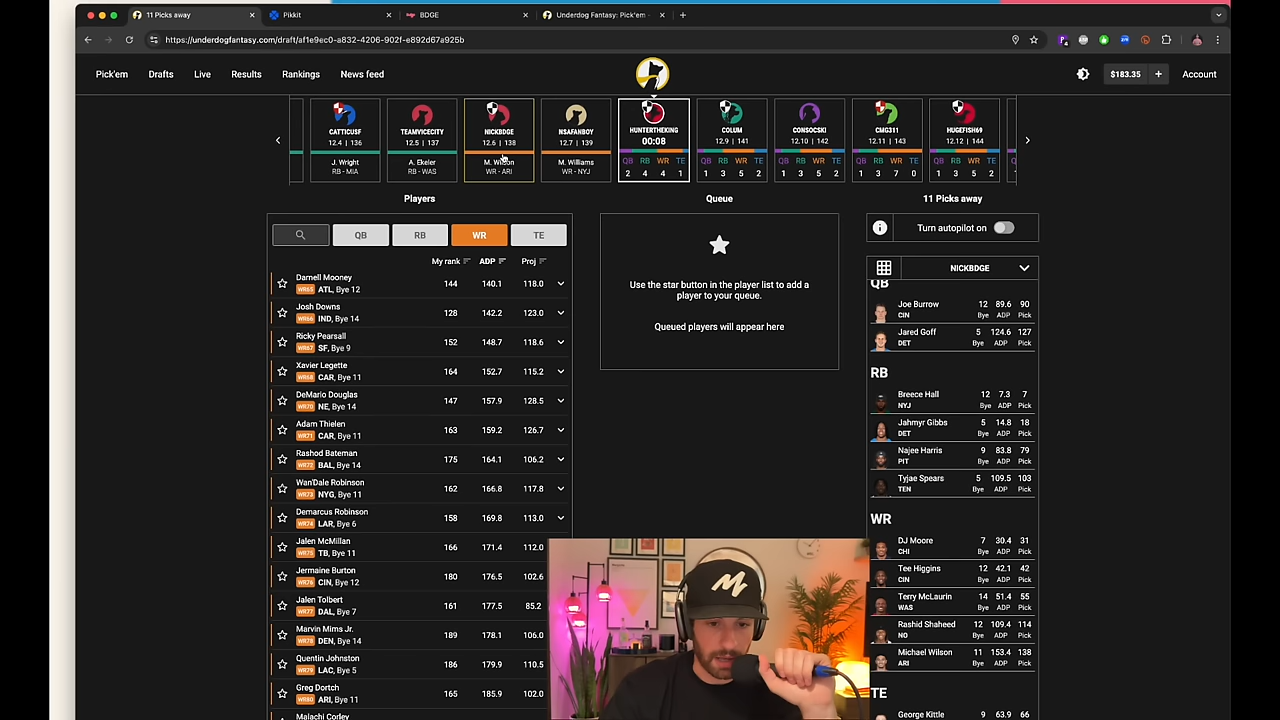 11 Picks away
Pikkit
BDGE
Underdog Fantasy: Pick'em -
https://underdogfantasy.com/draft/af1e9ec0-a832-4206-902f-e892d67a925b
Pick'em Drafts Live Results Rankings News feed
$183.35 + Account
CATTICUSF
12.4 | 136
J. Wright
RB - MIA
TEAMVICECITY
12.5 | 137
A. Ekeler
RB - WAS
NICKBDGE
12.6 | 138
M. Wilson
WR - ARI
NSAFANBOY
12.7 | 139
M. Williams
WR - NYJ
HUNTERTHEKING
00:08
QB RB WR TE
2 4 4 1
COLUM
12.9 | 141
QB RB WR TE
1 3 5 2
CONSOCSKI
12.10 | 142
QB RB WR TE
1 3 5 2
CMG311
12.11 | 143
QB RB WR TE
1 3 7 0
HUGEFISH69
12.12 | 144
QB RB WR TE
1 3 5 2
Players
QB RB WR TE
My rank ADP Proj
Darnell Mooney
WR65 ATL, Bye 12
144 140.1 118.0
Josh Downs
WR66 IND, Bye 14
128 142.2 123.0
Ricky Pearsall
WR67 SF, Bye 9
152 148.7 118.6
Xavier Legette
WR68 CAR, Bye 11
164 152.7 115.2
DeMario Douglas
WR70 NE, Bye 14
147 157.9 128.5
Adam Thielen
WR71 CAR, Bye 11
163 159.2 126.7
Rashod Bateman
WR72 BAL, Bye 14
175 164.1 106.2
Wan'Dale Robinson
WR73 NYG, Bye 11
162 166.8 117.8
Demarcus Robinson
WR74 LAR, Bye 6
158 169.8 113.0
Jalen McMillan
WR75 TB, Bye 11
166 171.4 112.0
Jermaine Burton
WR76 CIN, Bye 12
180 176.5 102.6
Jalen Tolbert
WR77 DAL, Bye 7
161 177.5 85.2
Marvin Mims Jr.
WR78 DEN, Bye 14
189 178.1 106.0
Quentin Johnston
WR79 LAC, Bye 5
186 179.9 110.5
Greg Dortch
WR80 ARI, Bye 11
165 185.9 102.0
Malachi Corley
Queue
Use the star button in the player list to add a
player to your queue.
Queued players will appear here
11 Picks away
Turn autopilot on
NICKBDGE
QB
Joe Burrow 12 89.6 90
CIN Bye ADP Pick
Jared Goff 5 124.6 127
DET Bye ADP Pick
RB
Breece Hall 12 7.3 7
NYJ Bye ADP Pick
Jahmyr Gibbs 5 14.8 18
DET Bye ADP Pick
Najee Harris 9 83.8 79
PIT Bye ADP Pick
Tyjae Spears 5 109.5 103
TEN Bye ADP Pick
WR
DJ Moore 7 30.4 31
CHI Bye ADP Pick
Tee Higgins 12 42.1 42
CIN Bye ADP Pick
Terry McLaurin 14 51.4 55
WAS Bye ADP Pick
Rashid Shaheed 12 109.4 114
NO Bye ADP Pick
Michael Wilson 11 153.4 138
ARI Bye ADP Pick
TE
George Kittle 9 63.9 66